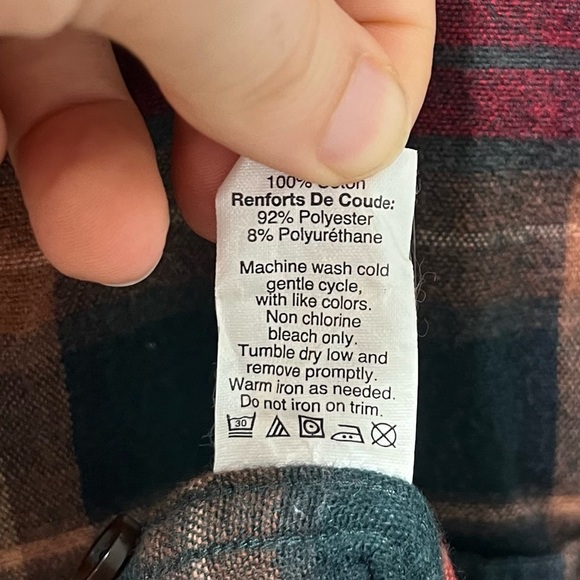 100% Coton
Renforts De Coude:
92% Polyester
8% Polyuréthane
Machine wash cold
gentle cycle,
with like colors.
Non chlorine
bleach only.
Tumble dry low and
remove promptly.
Warm iron as needed.
Do not iron on trim.
30